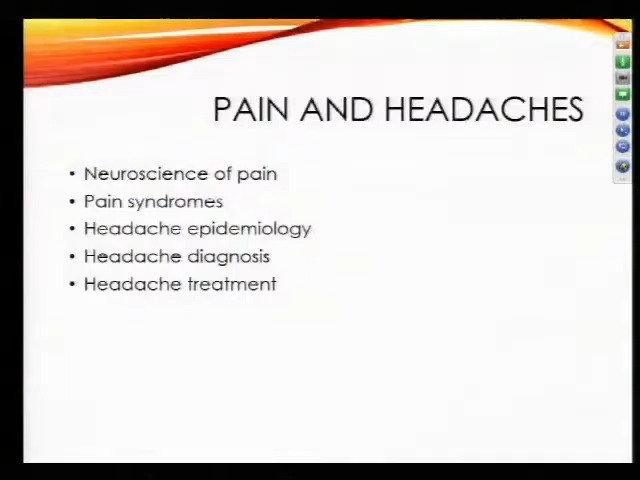 PAIN AND HEADACHES
• Neuroscience of pain
• Pain syndromes
• Headache epidemiology
• Headache diagnosis
• Headache treatment